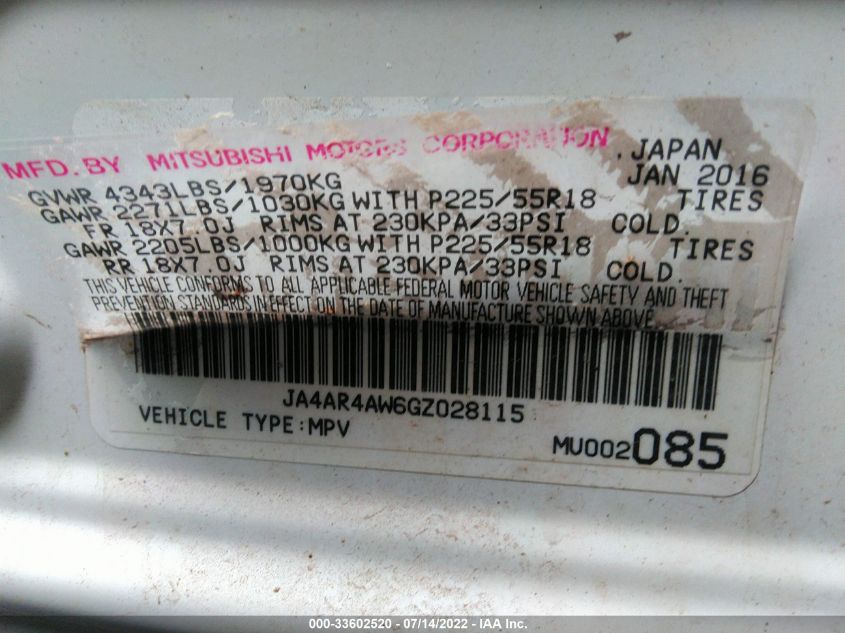 MFD. BY MITSUBISHI MOTORS CORPORATION. JAPAN
GVWR 4343LBS/1970KG JAN 2016
GAWR 2271LBS/1030KG WITH P225/55R18 TIRES
FR 18X7.0J RIMS AT 230KPA/33PSI COLD.
GAWR 2205LBS/1000KG WITH P225/55R18 TIRES
RR 18X7.0J RIMS AT 230KPA/33PSI COLD.
THIS VEHICLE CONFORMS TO ALL APPLICABLE FEDERAL MOTOR VEHICLE SAFETY AND THEFT
PREVENTION STANDARDS IN EFFECT ON THE DATE OF MANUFACTURE SHOWN ABOVE.
JA4AR4AW6GZ028115
VEHICLE TYPE:MPV
MU002085
000-33602520 - 07/14/2022 - IAA Inc.